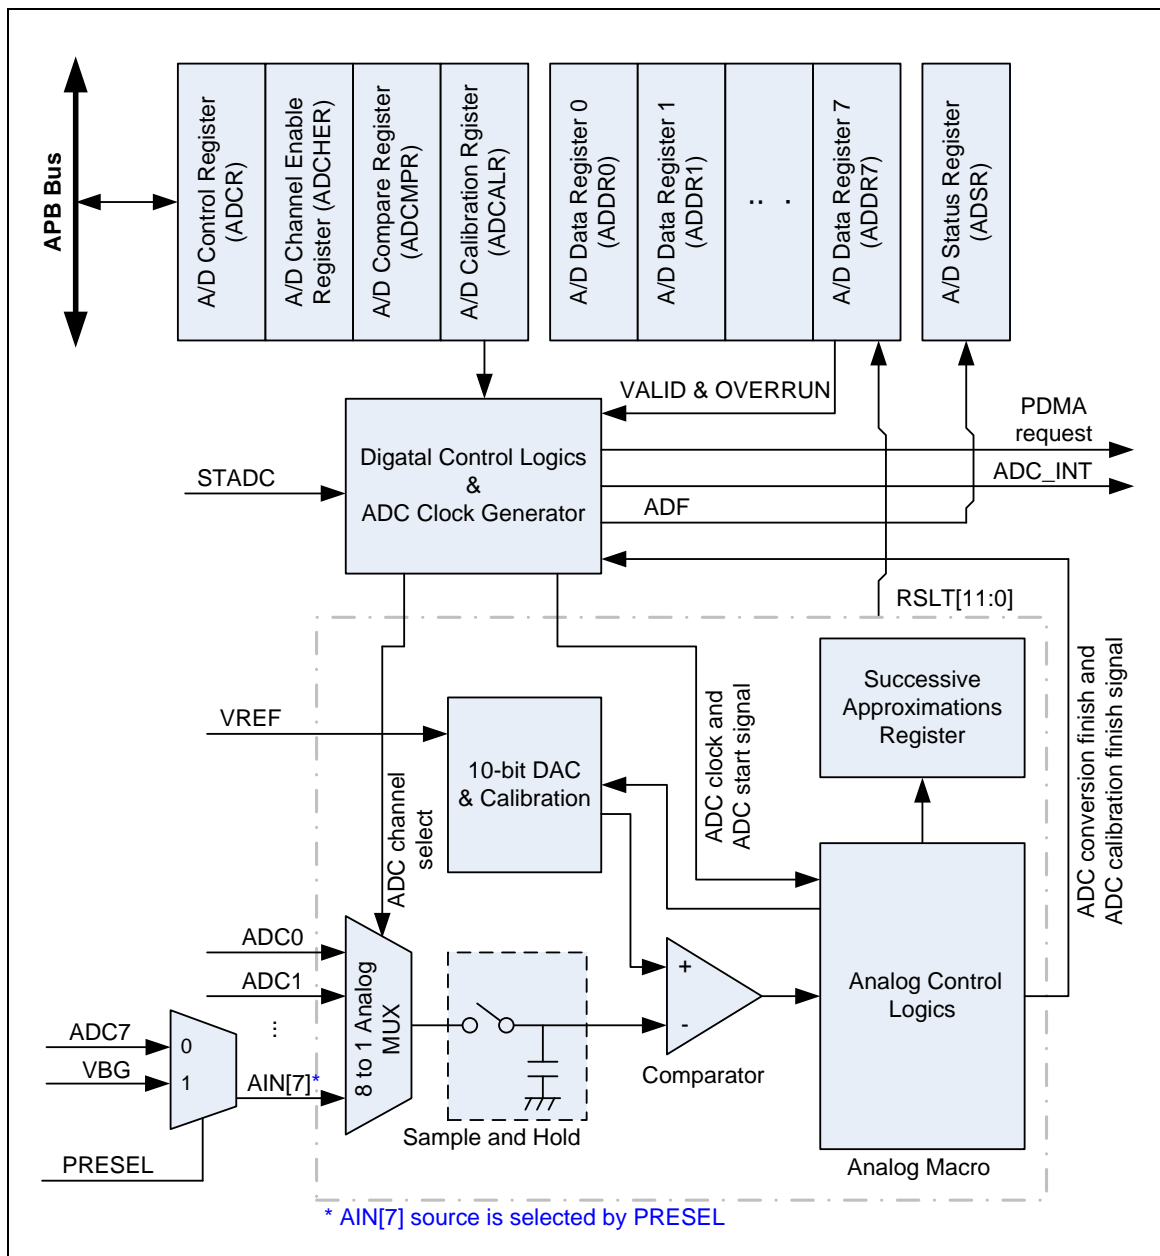 APB Bus
A/D Control Register
(ADCR)
A/D Channel Enable
Register (ADCHER)
A/D Compare Register
(ADCMPR)
A/D Calibration Rgister
(ADCALR)
A/D Data Register 0
(ADDR0)
A/D Data Register 1
(ADDR1)
.. .
A/D Data Register 7
(ADDR7)
A/D Status Register
(ADSR)
VALID & OVERRUN
PDMA
request
Digatal Control Logics
&
ADC Clock Generator
STADC
ADC_INT
ADF
RSLT[11:0]
Successive
Approximations
Register
VREF
10-bit DAC
& Calibration
ADC channel
select
ADC clock and
ADC start signal
ADC conversion finish and
ADC calibration finish signal
ADC0
ADC1
...
ADC7
VBG
0
1
AIN[7]*
PRESEL
8 to 1 Analog
MUX
Sample and Hold
+
-
Comparator
Analog Control
Logics
Analog Macro
* AIN[7] source is selected by PRESEL